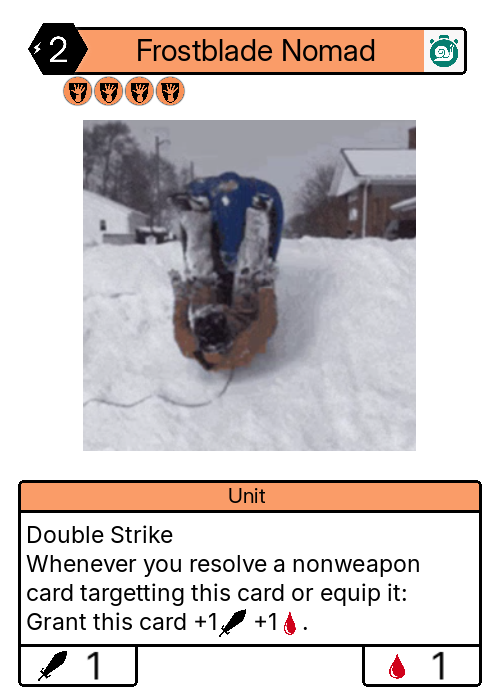 2 Frostblade Nomad
Unit
Double Strike
Whenever you resolve a nonweapon
card targetting this card or equip it:
Grant this card +1 +1 .
1 1